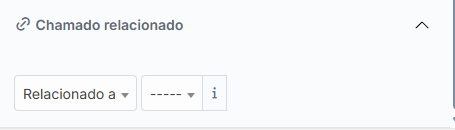 Chamado relacionado
Relacionado a ----- i